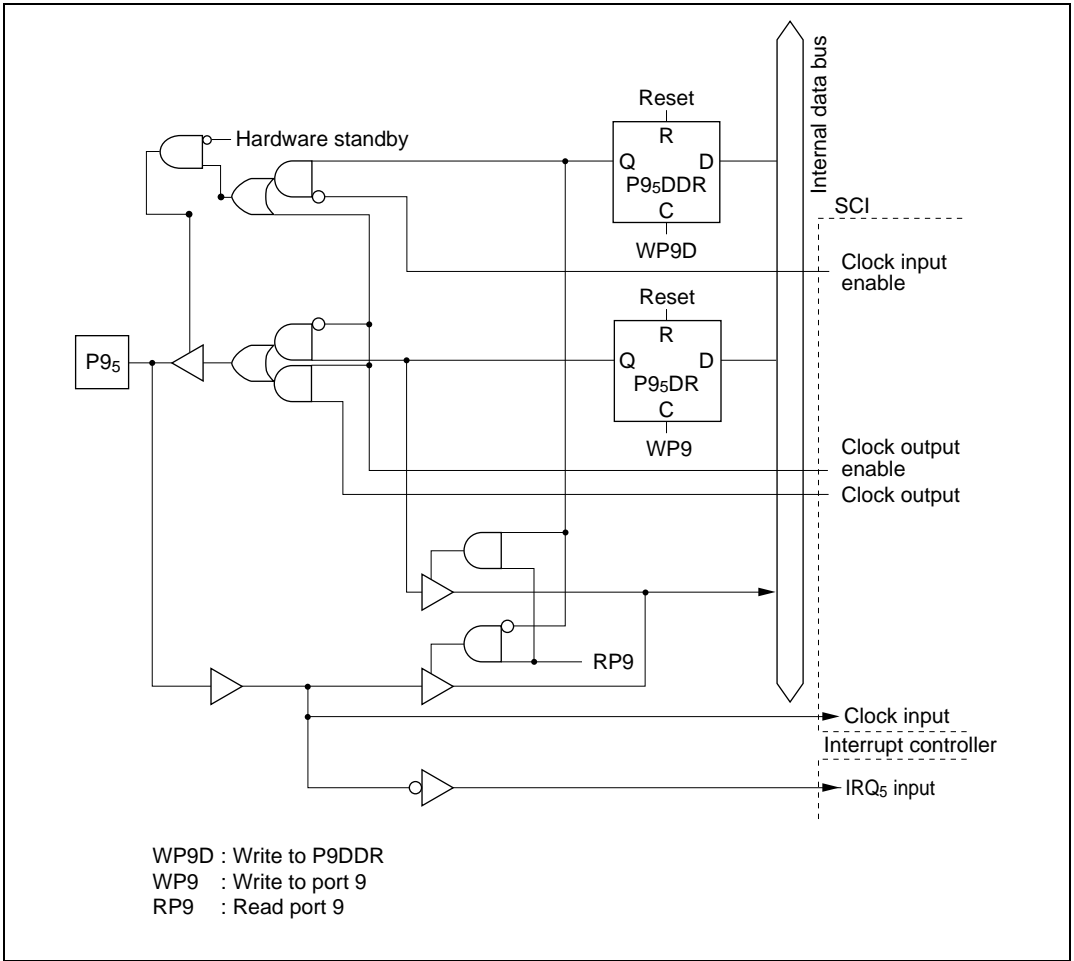 Internal data bus
Reset
Hardware standby
R
Q
D
P9₅DDR
C
SCI
WP9D
Clock input
enable
Reset
R
P9₅
Q
D
P9₅DR
C
WP9
Clock output
enable
Clock output
RP9
Clock input
Interrupt controller
IRQ₅ input
WP9D : Write to P9DDR
WP9 : Write to port 9
RP9 : Read port 9